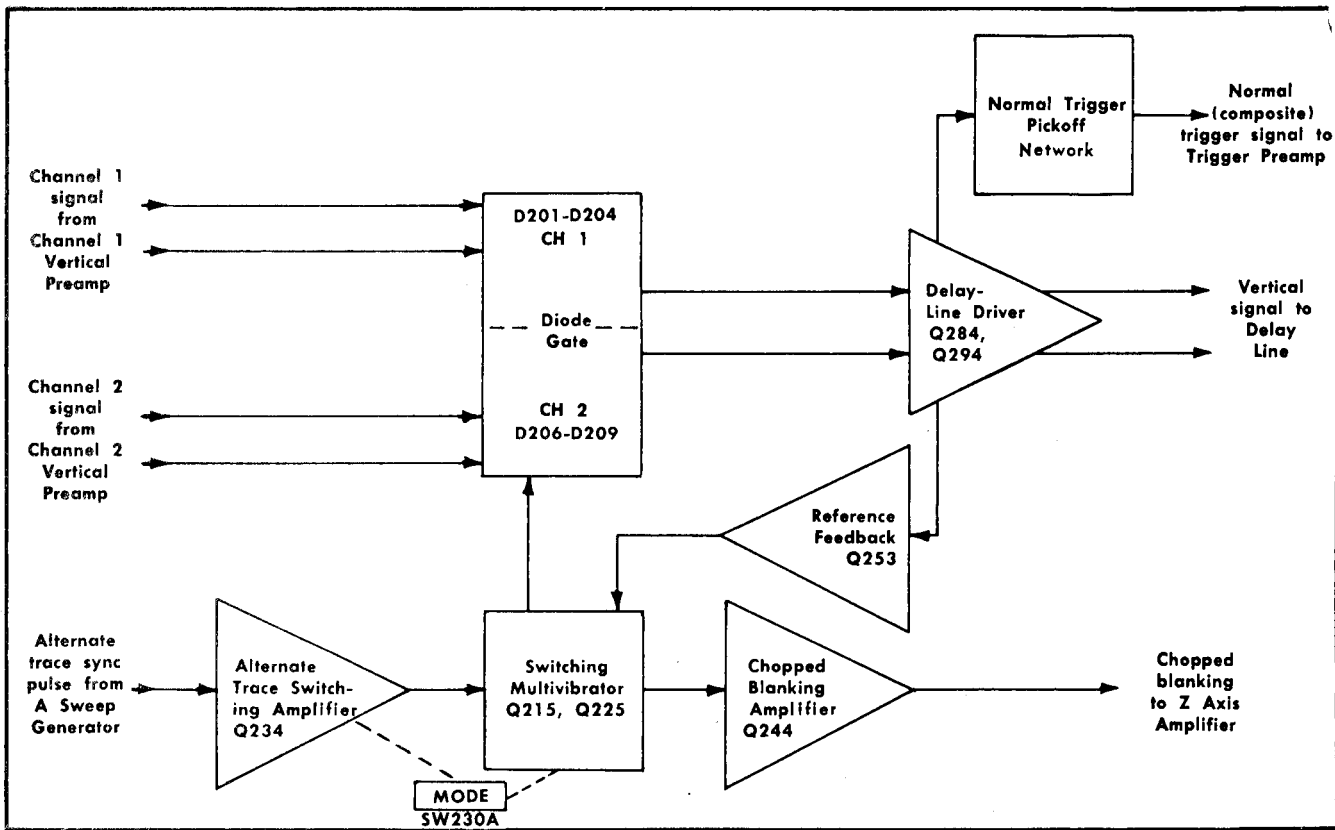 Normal Trigger
Pickoff
Network
Normal
(composite)
trigger signal to
Trigger Preamp
Channel 1
signal
from
Channel 1
Vertical
Preamp
D201-D204
CH 1
Diode
Gate
CH 2
D206-D209
Delay-
Line Driver
Q284,
Q294
Vertical
signal to
Delay
Line
Channel 2
signal
from
Channel 2
Vertical
Preamp
Reference
Feedback
Q253
Alternate
trace sync
pulse from
A Sweep
Generator
Alternate
Trace Switch-
ing Amplifier
Q234
Switching
Multivibrator
Q215, Q225
Chopped
Blanking
Amplifier
Q244
Chopped
blanking
to Z Axis
Amplifier
MODE
SW230A